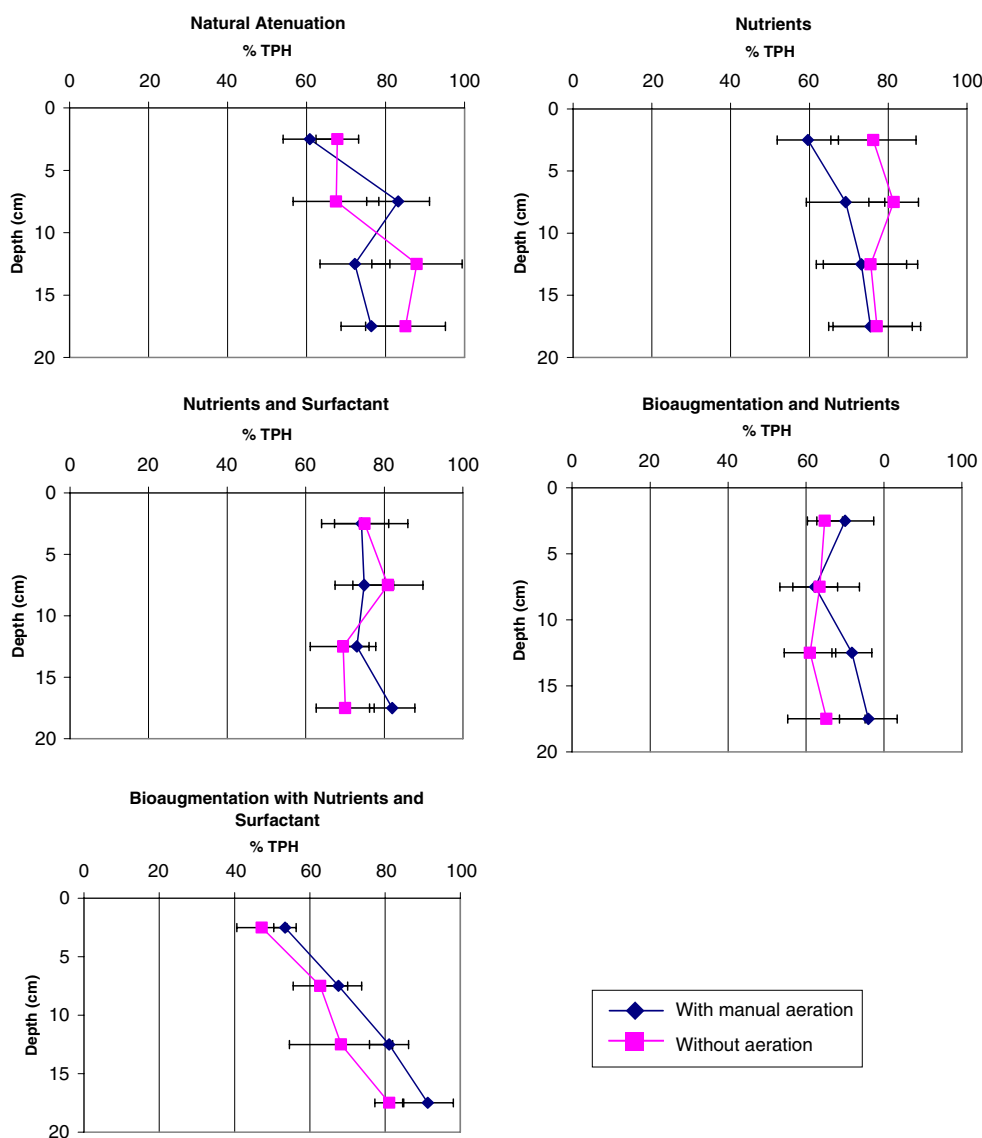 Natural Atenuation
% TPH
0 20 40 60 80 100
0
5
10
15
20
Depth (cm)
Nutrients
% TPH
0 20 40 60 80 100
0
5
10
15
20
Depth (cm)
Nutrients and Surfactant
% TPH
0 20 40 60 80 100
0
5
10
15
20
Depth (cm)
Bioaugmentation and Nutrients
% TPH
0 20 40 60 0 100
0
5
10
15
20
Depth (cm)
Bioaugmentation with Nutrients and
Surfactant
% TPH
0 20 40 60 80 100
0
5
10
15
20
Depth (cm)
With manual aeration
Without aeration